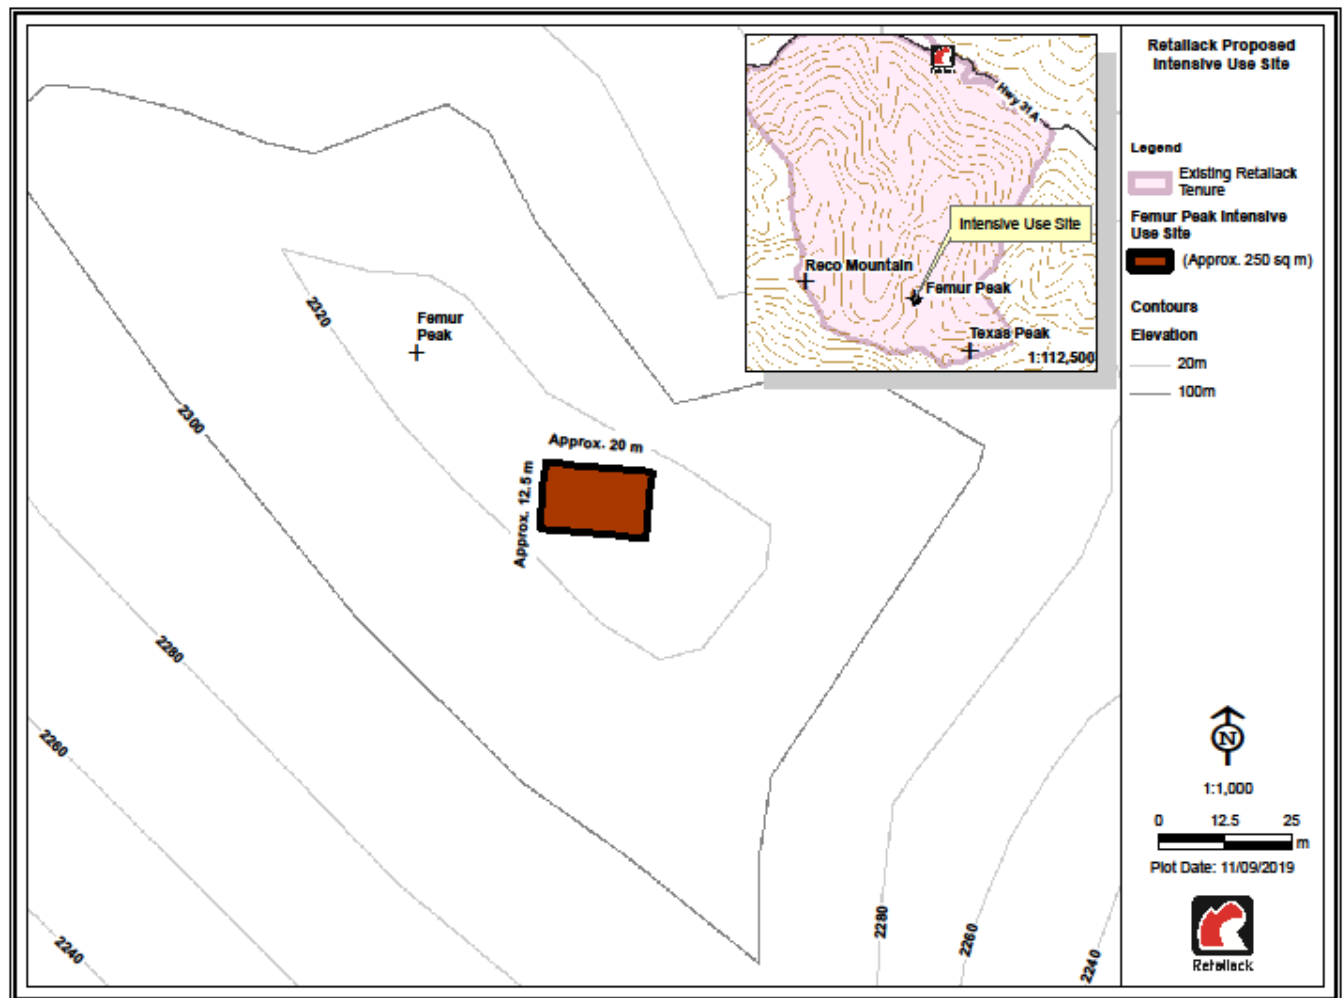 Retallack Proposed
Intensive Use Site
Legend
Existing Retallack
Tenure
Femur Peak Intensive
Use Site
(Approx. 250 sq m)
Contours
Elevation
20m
100m
N
1:1,000
0 12.5 25
m
Plot Date: 11/09/2019
Retallack
Hwy 31A
Intensive Use Site
Reco Mountain
Femur Peak
Texas Peak
1:112,500
2320
Femur
Peak
2300
Approx. 20 m
Approx. 12.5 m
2280
2260
2240
2280
2260
2240